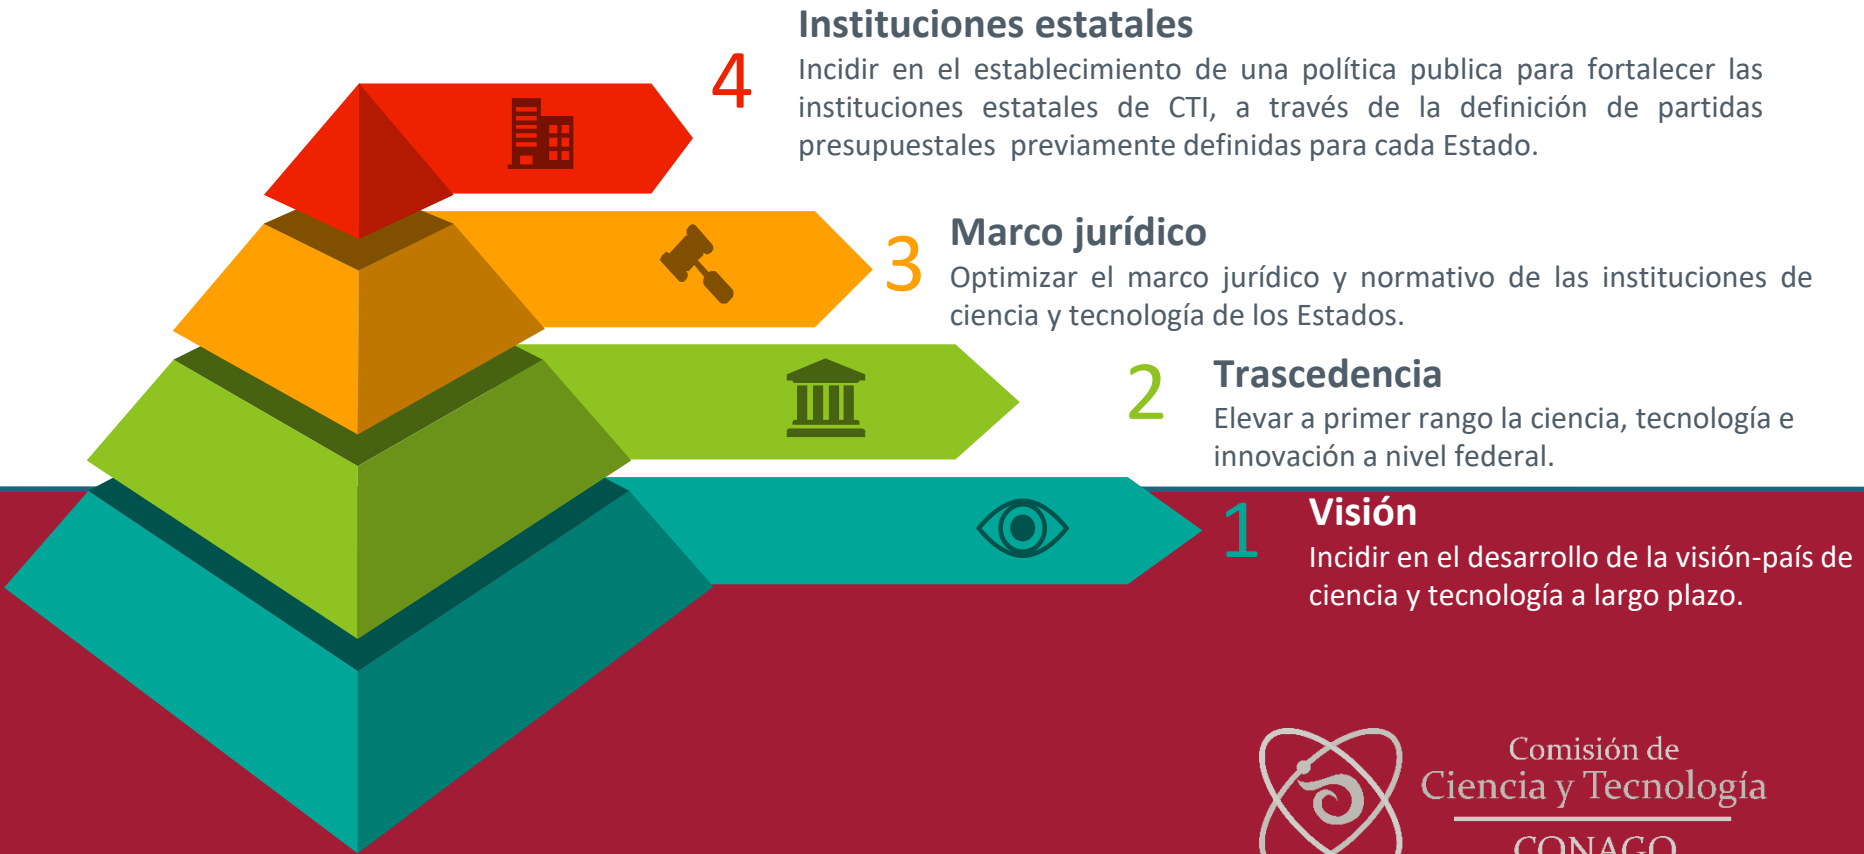 4
Instituciones estatales
Incidir en el establecimiento de una política publica para fortalecer las
instituciones estatales de CTI, a través de la definición de partidas
presupuestales previamente definidas para cada Estado.
3
Marco jurídico
Optimizar el marco jurídico y normativo de las instituciones de
ciencia y tecnología de los Estados.
2
Trascedencia
Elevar a primer rango la ciencia, tecnología e
innovación a nivel federal.
1
Visión
Incidir en el desarrollo de la visión-país de
ciencia y tecnología a largo plazo.
Comisión de
Ciencia y Tecnología
CONAGO